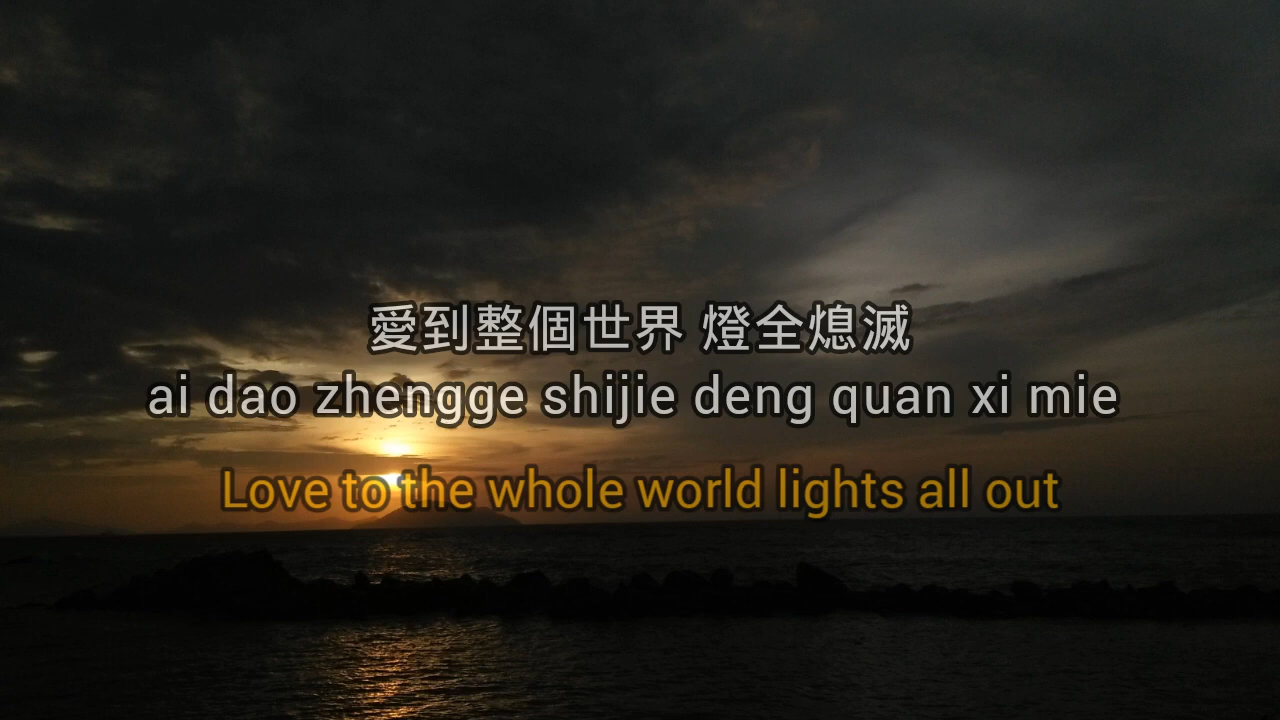 愛到整個世界 燈全熄滅
ai dao zhengge shijie deng quan xi mie
Love to the whole world lights all out